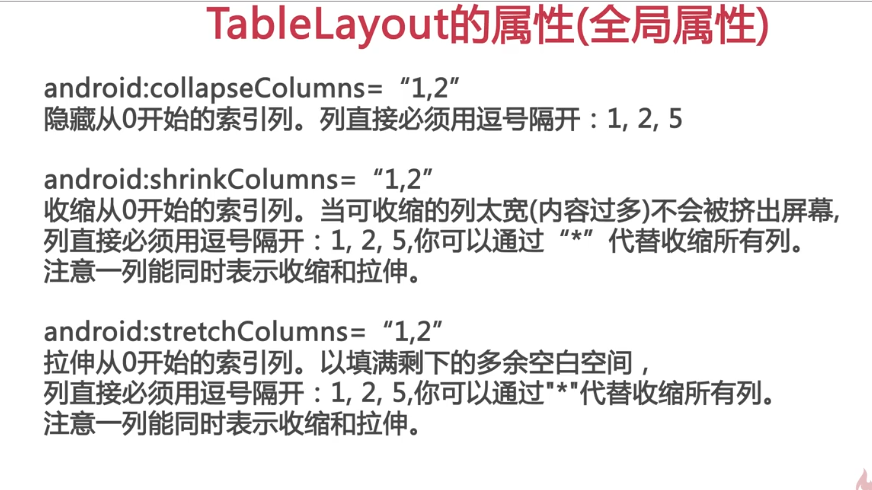 TableLayout的属性(全局属性)
android:collapseColumns=“1,2”
隐藏从0开始的索引列。列直接必须用逗号隔开：1, 2, 5
android:shrinkColumns=“1,2”
收缩从0开始的索引列。当可收缩的列太宽(内容过多)不会被挤出屏幕,
列直接必须用逗号隔开：1, 2, 5,你可以通过“*”代替收缩所有列。
注意一列能同时表示收缩和拉伸。
android:stretchColumns=“1,2”
拉伸从0开始的索引列。以填满剩下的多余空白空间，
列直接必须用逗号隔开：1, 2, 5,你可以通过"*"代替收缩所有列。
注意一列能同时表示收缩和拉伸。